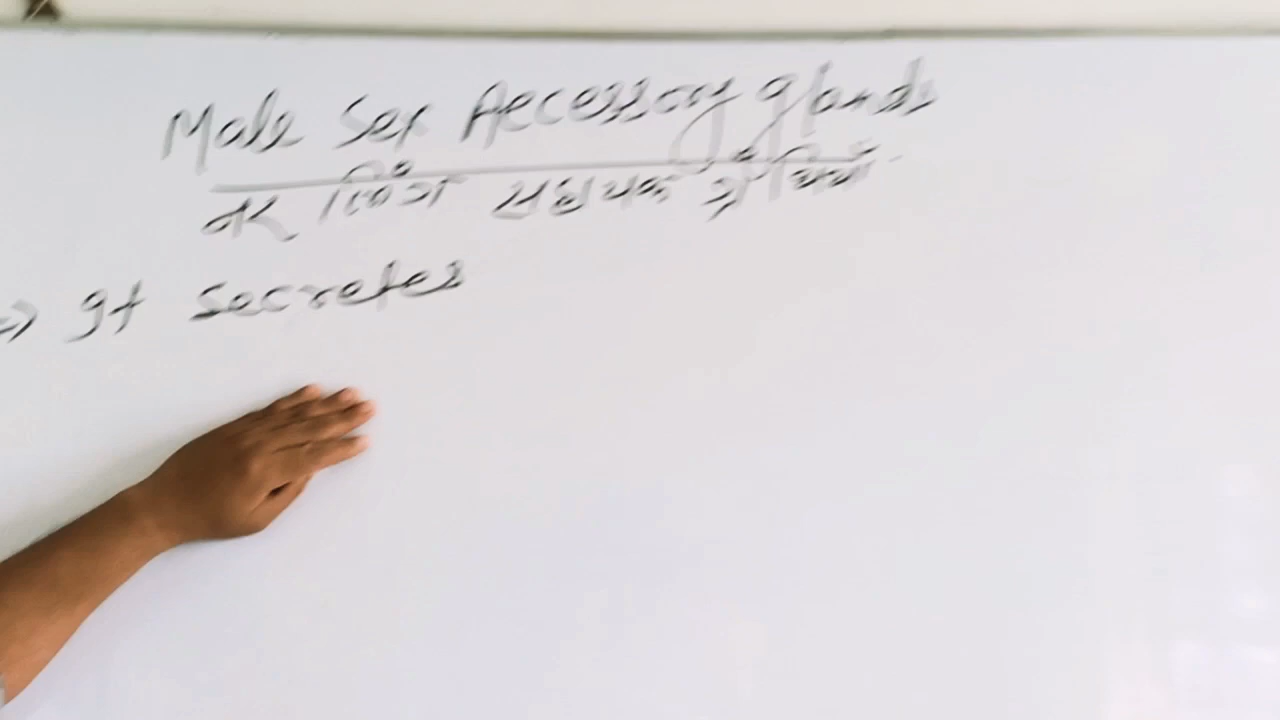 Male Sex Accessory glands
नर लिंग सहायक ग्रंथियाँ
=> It secretes